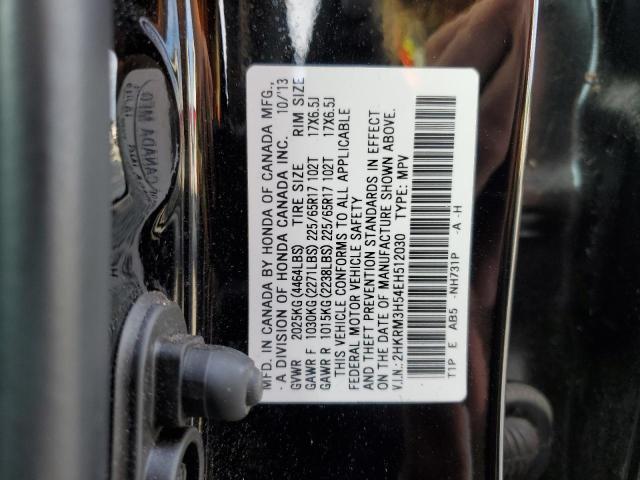 MFD. IN CANADA BY HONDA OF CANADA MFG.,
- A DIVISION OF HONDA CANADA INC. 10/'13
GVWR 2025KG (4464LBS) TIRE SIZE RIM SIZE
GAWR F 1030KG (2271LBS) 225/65R17 102T 17X6.5J
GAWR R 1015KG (2238LBS) 225/65R17 102T 17X6.5J
THIS VEHICLE CONFORMS TO ALL APPLICABLE
FEDERAL MOTOR VEHICLE SAFETY
AND THEFT PREVENTION STANDARDS IN EFFECT
ON THE DATE OF MANUFACTURE SHOWN ABOVE.
V.I.N.: 2HKRM3H54EH512030 TYPE: MPV
T1P E AB5 -NH731P -A -H
CANADA